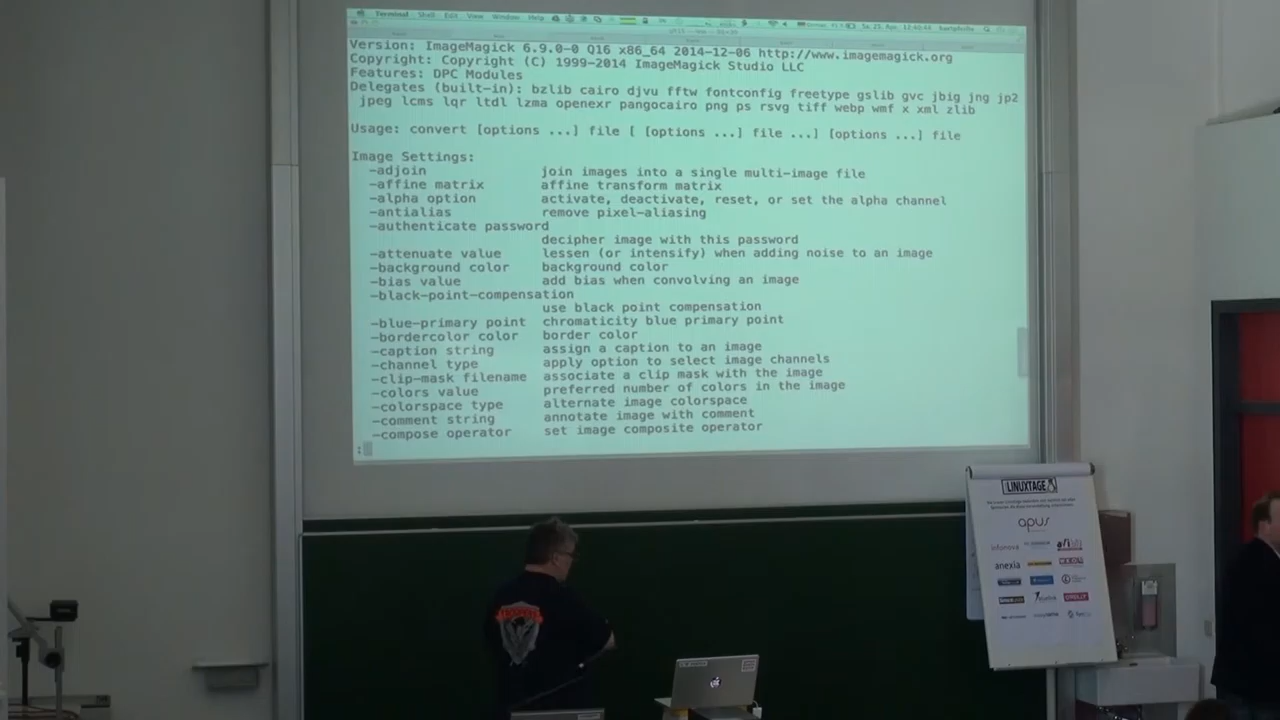 Terminal Shell Edit View Window Help
Version: ImageMagick 6.9.0-0 Q16 x86_64 2014-12-06 http://www.imagemagick.org
Copyright: Copyright (C) 1999-2014 ImageMagick Studio LLC
Features: DPC Modules
Delegates (built-in): bzlib cairo djvu fftw fontconfig freetype gslib gvc jbig jng jp2
jpeg lcms lqr ltdl lzma openexr pangocairo png ps rsvg tiff webp wmf x xml zlib
Usage: convert [options ...] file [ [options ...] file ...] [options ...] file
Image Settings:
-adjoin join images into a single multi-image file
-affine matrix affine transform matrix
-alpha option activate, deactivate, reset, or set the alpha channel
-antialias remove pixel-aliasing
-authenticate password
decipher image with this password
-attenuate value lessen (or intensify) when adding noise to an image
-background color background color
-bias value add bias when convolving an image
-black-point-compensation
use black point compensation
-blue-primary point chromaticity blue primary point
-bordercolor color border color
-caption string assign a caption to an image
-channel type apply option to select image channels
-clip-mask filename associate a clip mask with the image
-colors value preferred number of colors in the image
-colorspace type alternate image colorspace
-comment string annotate image with comment
-compose operator set image composite operator
:
LINUXTAGE
apus
infonova
anexia
TROOPERS